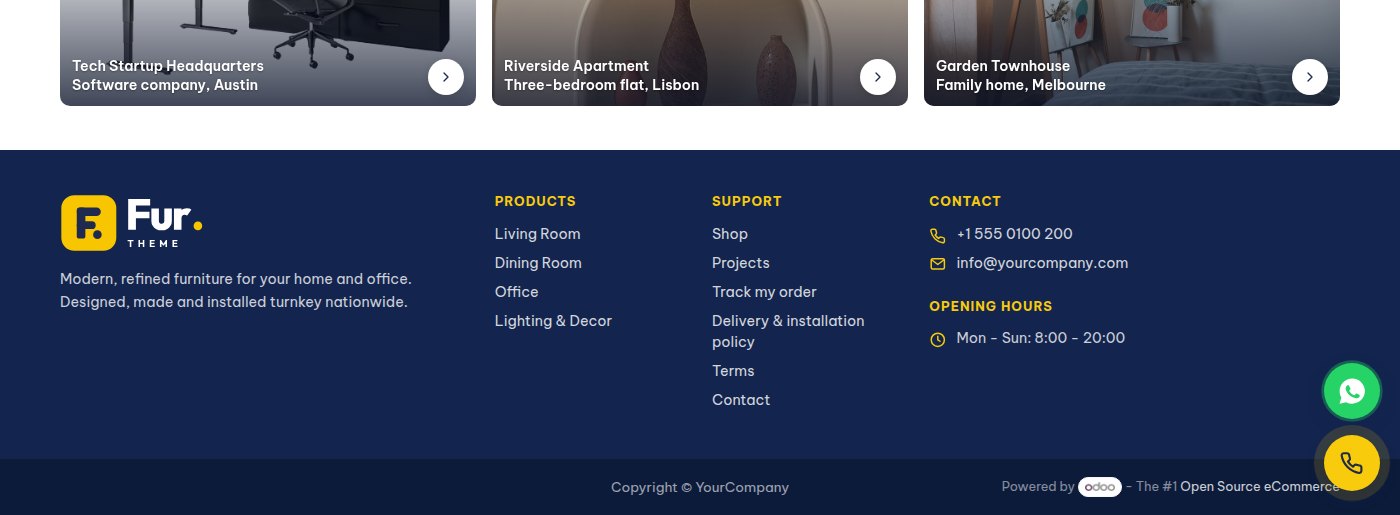 Tech Startup Headquarters
Software company, Austin
Riverside Apartment
Three-bedroom flat, Lisbon
Garden Townhouse
Family home, Melbourne
F.
Fur.
THEME
Modern, refined furniture for your home and office.
Designed, made and installed turnkey nationwide.
PRODUCTS
Living Room
Dining Room
Office
Lighting & Decor
SUPPORT
Shop
Projects
Track my order
Delivery & installation
policy
Terms
Contact
CONTACT
+1 555 0100 200
info@yourcompany.com
OPENING HOURS
Mon - Sun: 8:00 - 20:00
Copyright © YourCompany
Powered by odoo - The #1 Open Source eCommerce